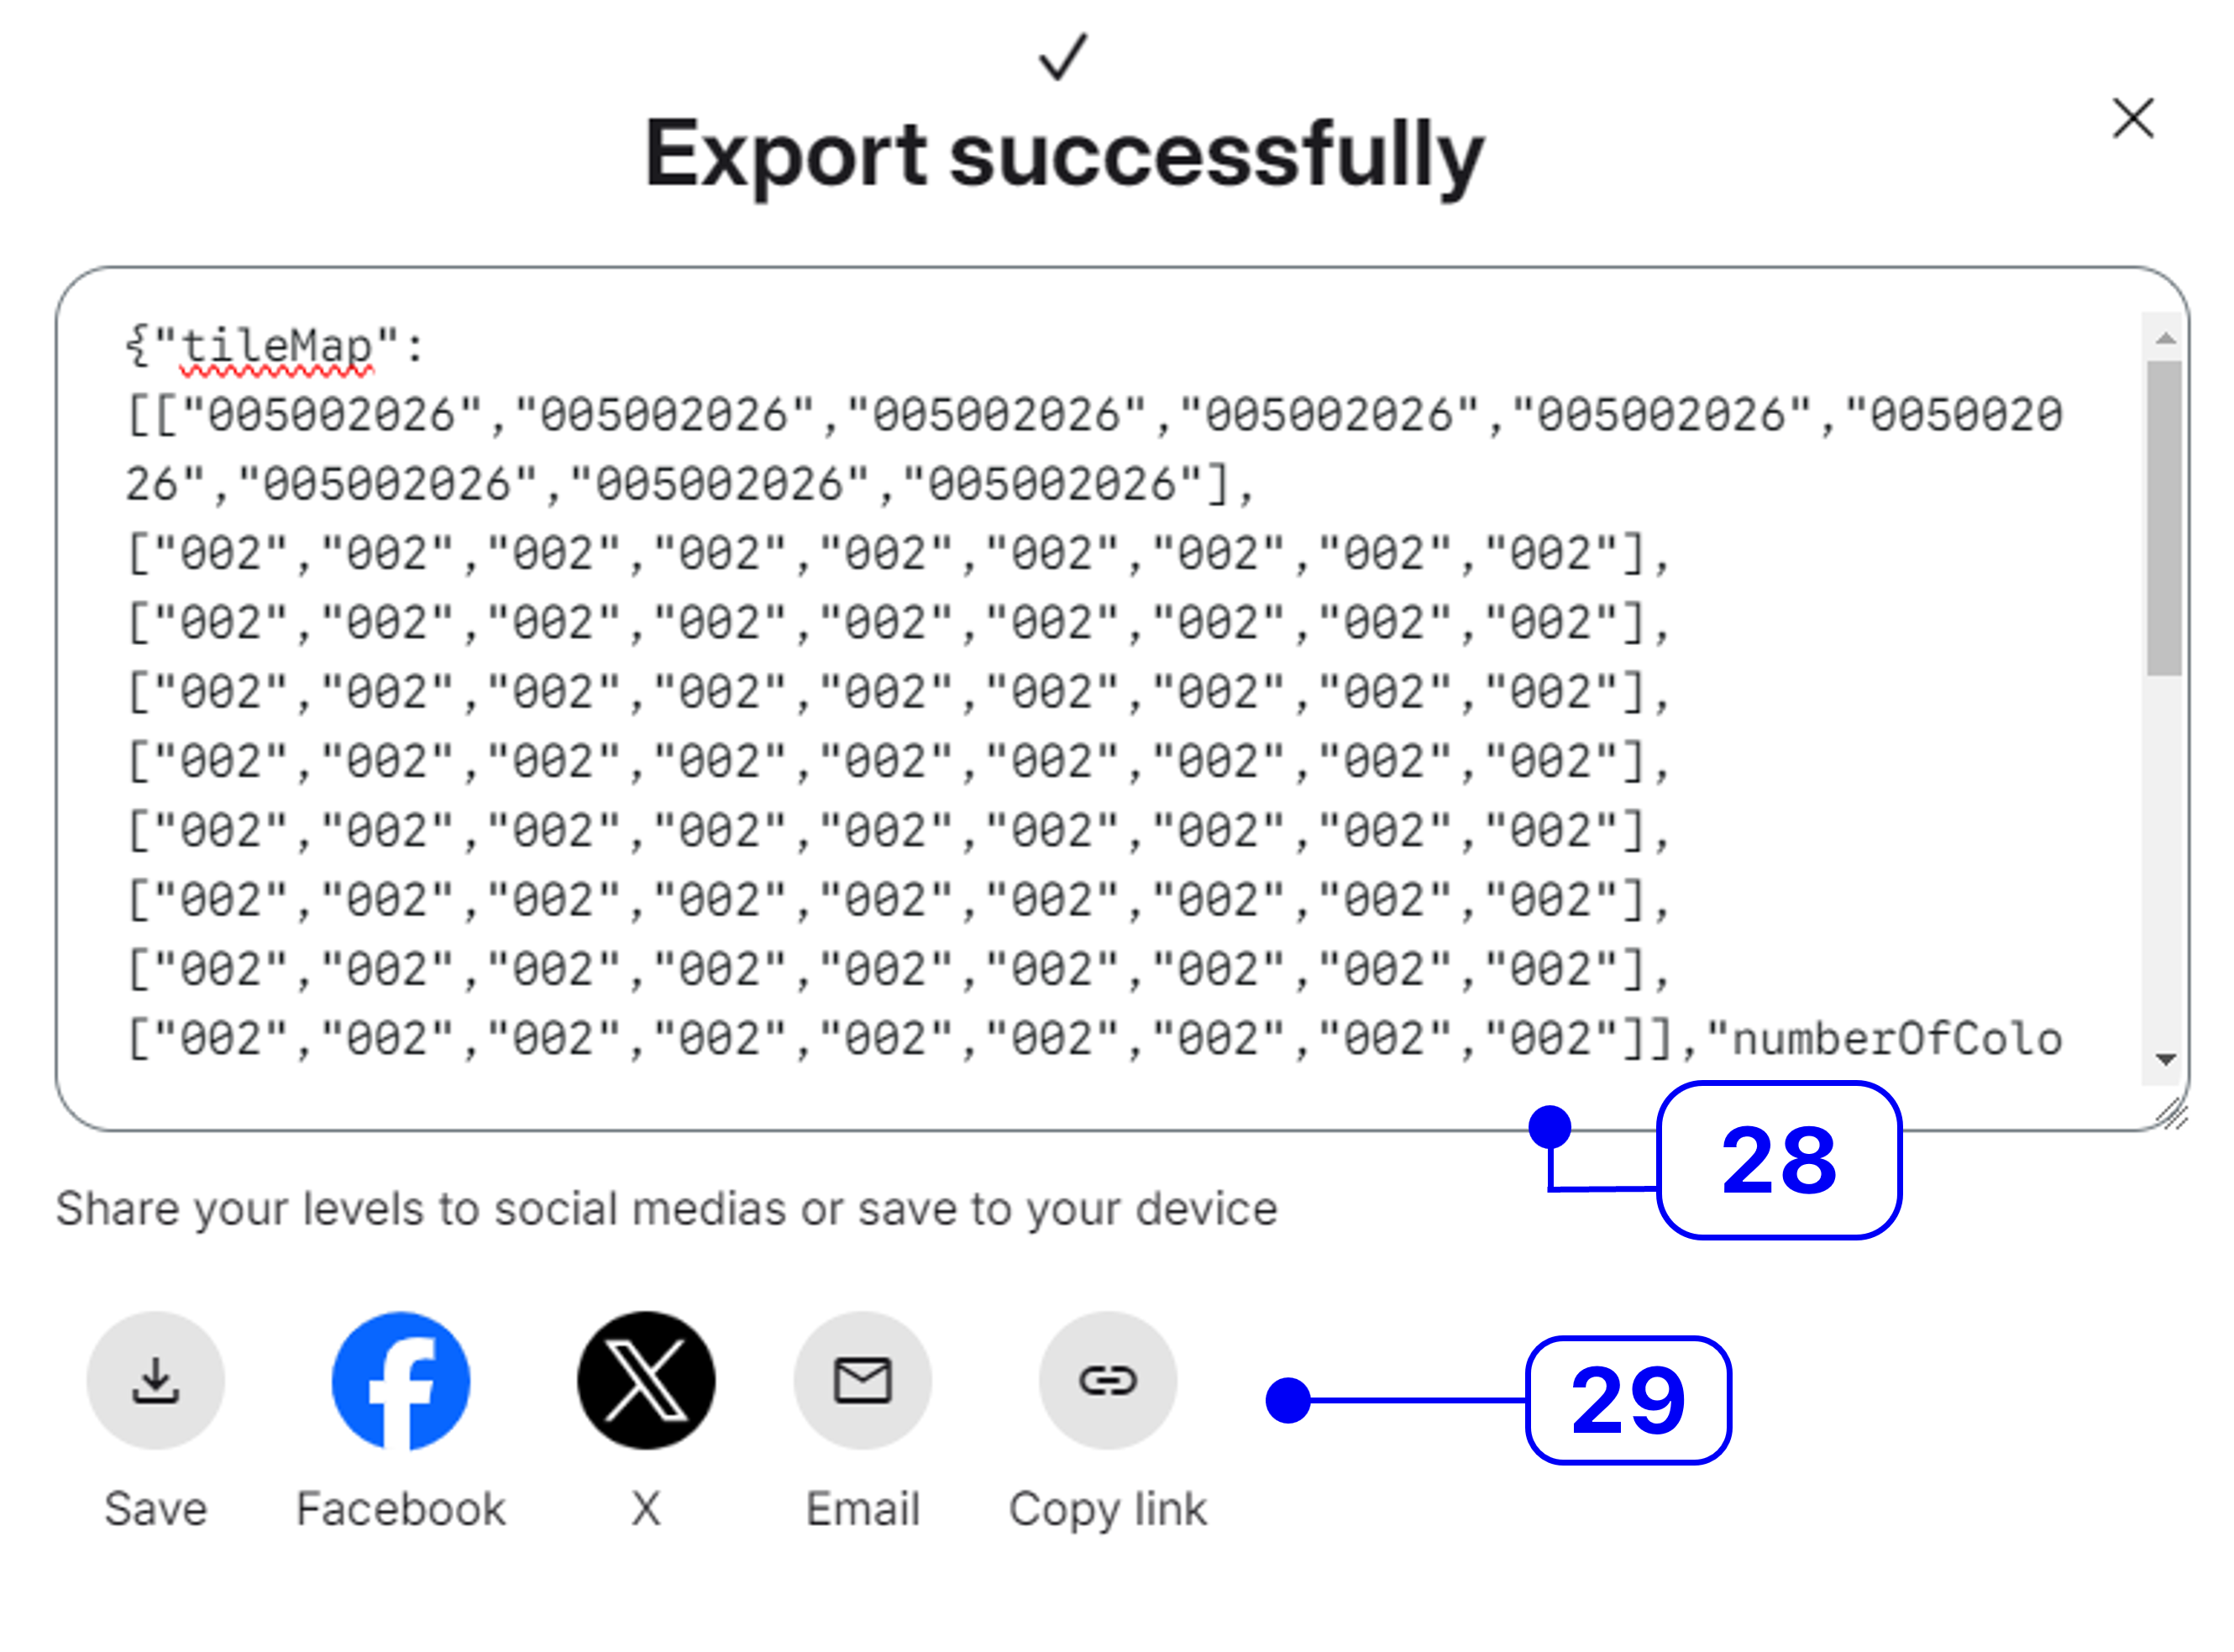 Export successfully
{"tileMap":
[["005002026","005002026","005002026","005002026","005002026","0050020
26","005002026","005002026","005002026"],
["002","002","002","002","002","002","002","002","002"],
["002","002","002","002","002","002","002","002","002"],
["002","002","002","002","002","002","002","002","002"],
["002","002","002","002","002","002","002","002","002"],
["002","002","002","002","002","002","002","002","002"],
["002","002","002","002","002","002","002","002","002"],
["002","002","002","002","002","002","002","002","002"],
["002","002","002","002","002","002","002","002","002"]],"numberOfColo
28
Share your levels to social medias or save to your device
29
Save Facebook X Email Copy link